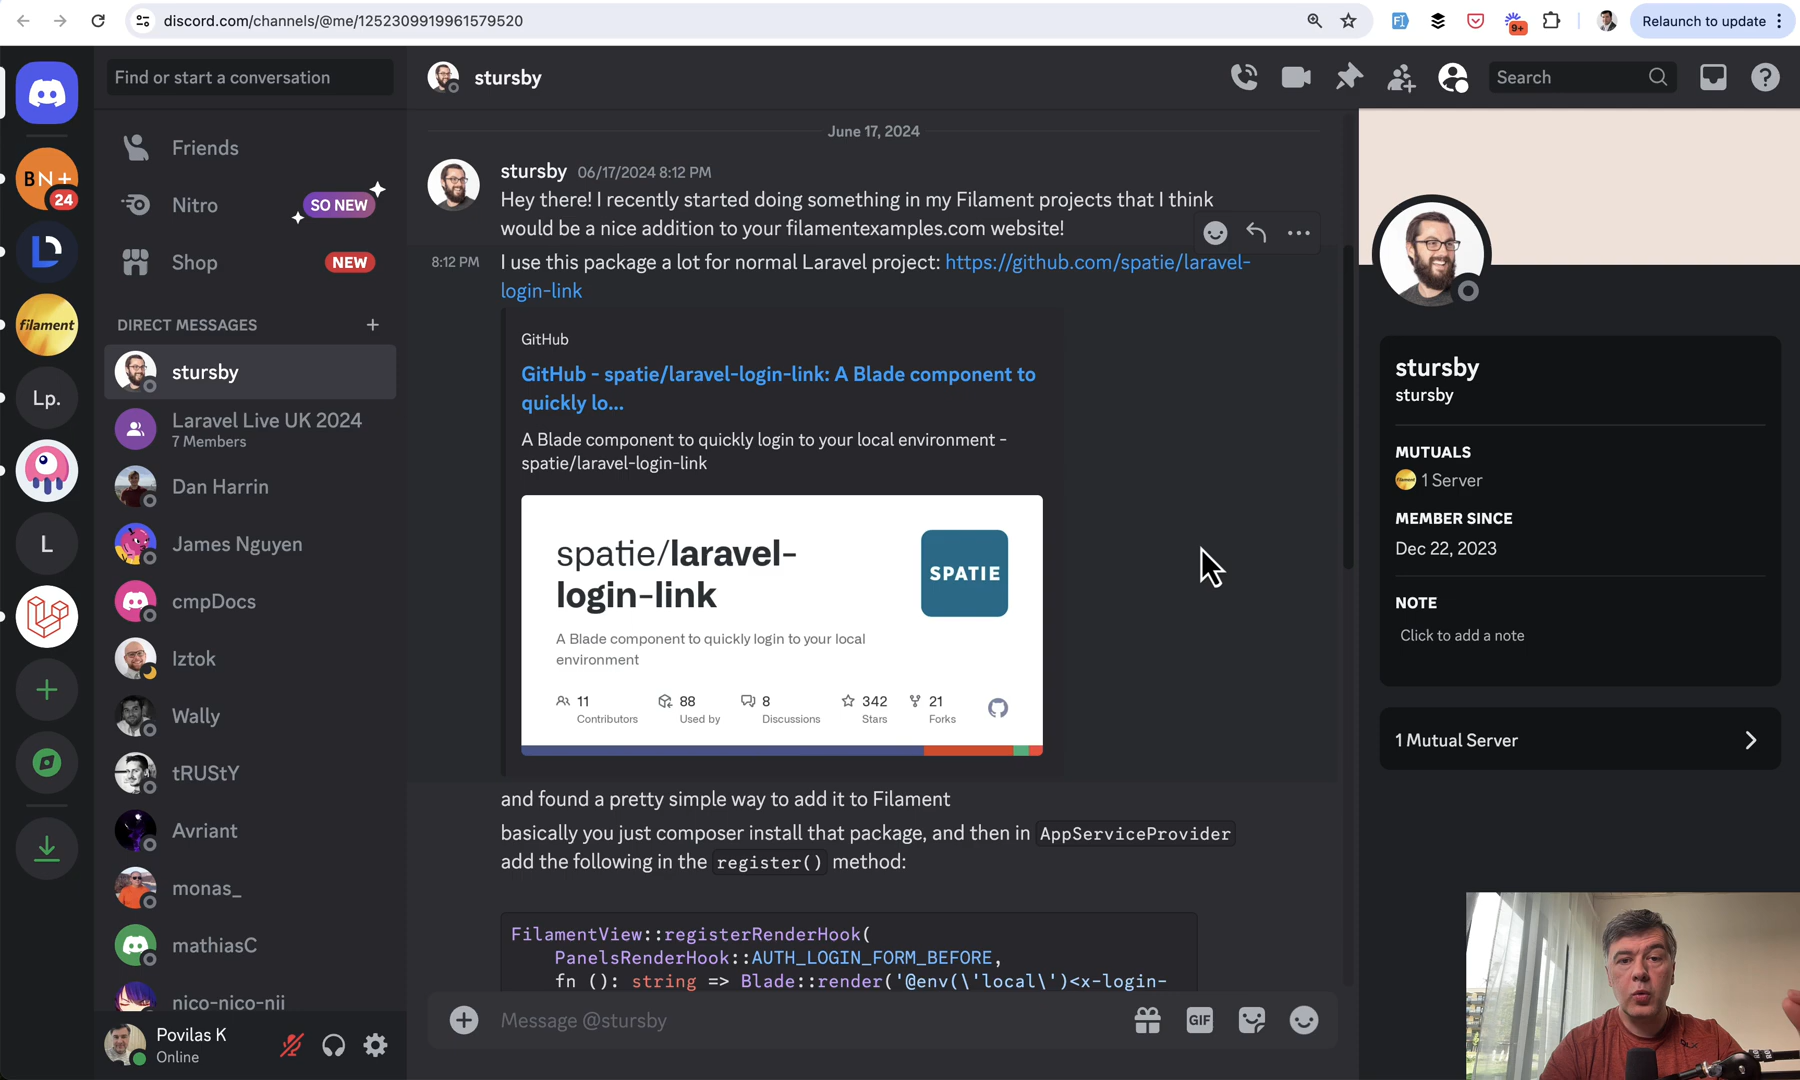 discord.com/channels/@me/1252309919961579520
9+
Relaunch to update
Find or start a conversation
stursby
Search
BN+
24
filament
Lp.
L
Friends
Nitro
SO NEW
Shop
NEW
DIRECT MESSAGES
stursby
Laravel Live UK 2024
7 Members
Dan Harrin
James Nguyen
cmpDocs
Iztok
Wally
tRUStY
Avriant
monas_
mathiasC
nico-nico-nii
Povilas K
Online
June 17, 2024
stursby 06/17/2024 8:12 PM
Hey there! I recently started doing something in my Filament projects that I think
would be a nice addition to your filamentexamples.com website!
8:12 PM I use this package a lot for normal Laravel project: https://github.com/spatie/laravel-
login-link
GitHub
GitHub - spatie/laravel-login-link: A Blade component to
quickly lo...
A Blade component to quickly login to your local environment -
spatie/laravel-login-link
spatie/laravel-
login-link
SPATIE
A Blade component to quickly login to your local
environment
11 88 8 342 21
Contributors Used by Discussions Stars Forks
and found a pretty simple way to add it to Filament
basically you just composer install that package, and then in AppServiceProvider
add the following in the register() method:
FilamentView::registerRenderHook(
PanelsRenderHook::AUTH_LOGIN_FORM_BEFORE,
fn (): string => Blade::render('@env(\'local\')<x-login-
Message @stursby
GIF
stursby
stursby
MUTUALS
1 Server
MEMBER SINCE
Dec 22, 2023
NOTE
Click to add a note
1 Mutual Server